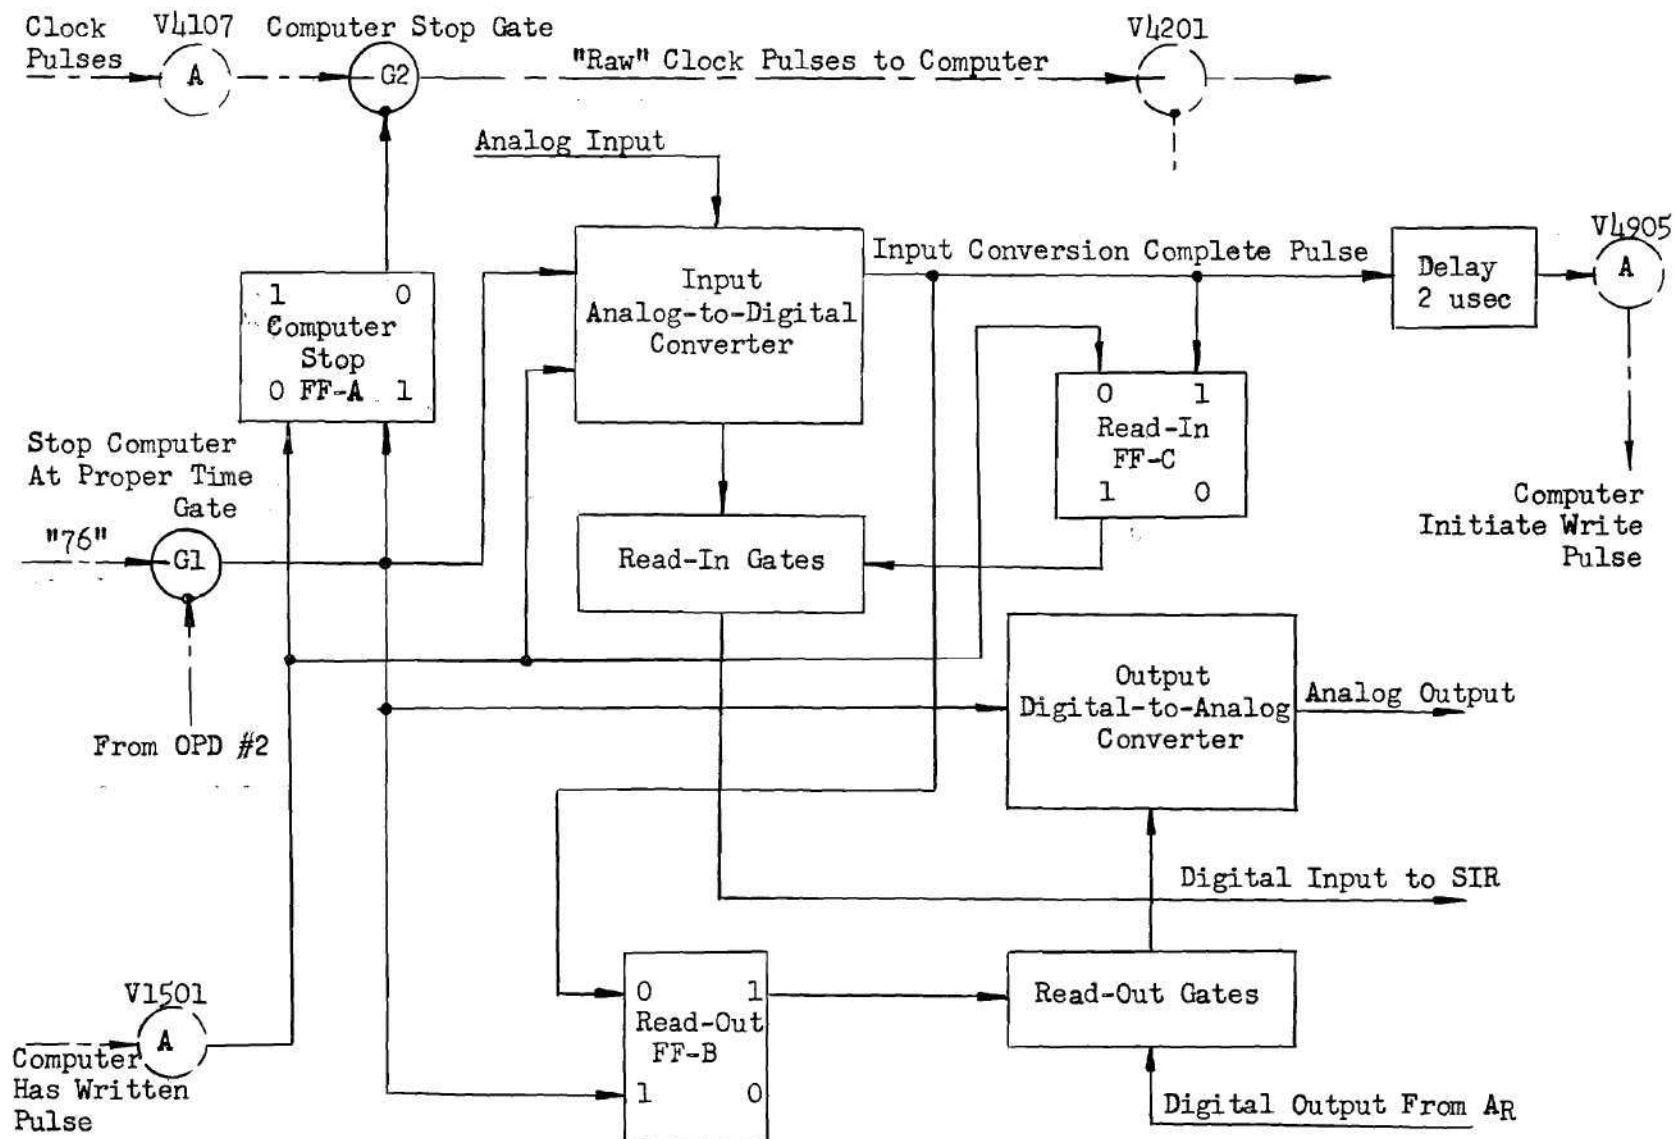 Clock
Pulses
V4107
A
Computer Stop Gate
G2
"Raw" Clock Pulses to Computer
V4201
Analog Input
Input
Analog-to-Digital
Converter
Input Conversion Complete Pulse
Delay
2 usec
V4905
A
1 0
Computer
Stop
0 FF-A 1
0 1
Read-In
FF-C
1 0
Stop Computer
At Proper Time
Gate
"76"
G1
Read-In Gates
Computer
Initiate Write
Pulse
From OPD #2
Output
Digital-to-Analog
Converter
Analog Output
Digital Input to SIR
V1501
A
Computer
Has Written
Pulse
0 1
Read-Out
FF-B
1 0
Read-Out Gates
Digital Output From AR